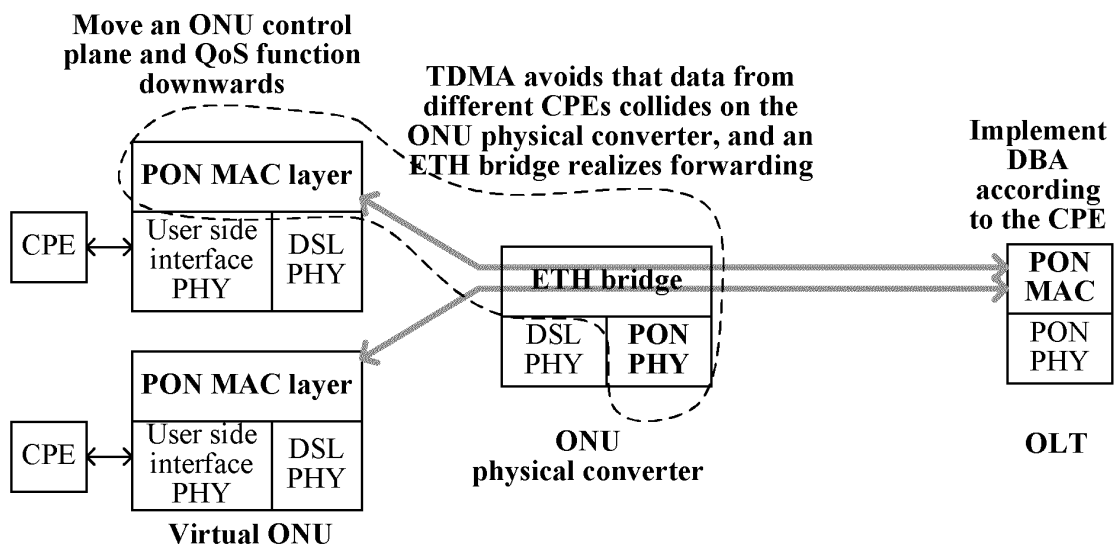 Move an ONU control
plane and QoS function
downwards
TDMA avoids that data from
different CPEs collides on the
ONU physical converter, and an
ETH bridge realizes forwarding
Implement
DBA
according
to the CPE
PON MAC layer
CPE
User side
interface
PHY
DSL
PHY
ETH bridge
DSL
PHY
PON
PHY
PON
MAC
PON
PHY
PON MAC layer
CPE
User side
interface
PHY
DSL
PHY
ONU
physical converter
OLT
Virtual ONU